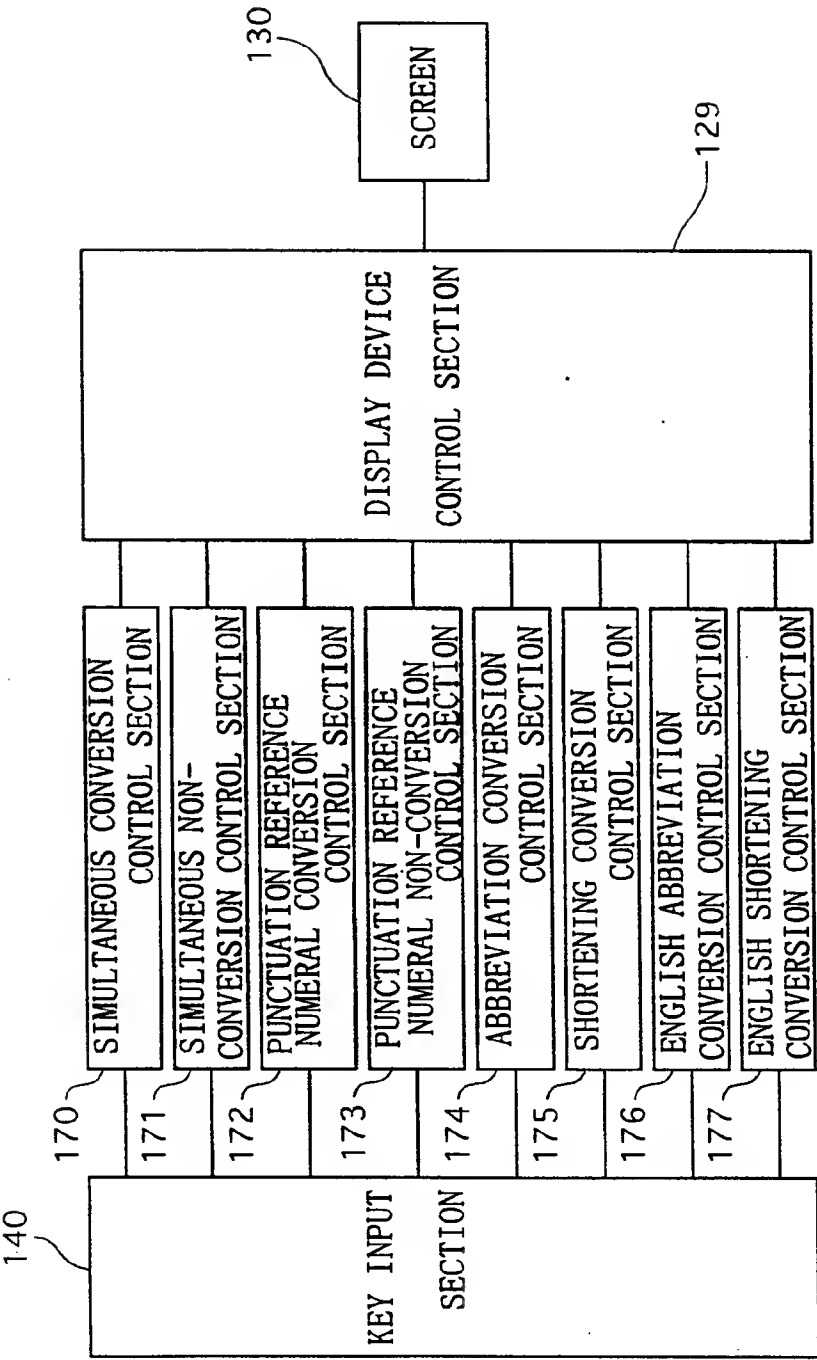 140
KEY INPUT
SECTION
170
SIMULTANEOUS CONVERSION
CONTROL SECTION
171
SIMULTANEOUS NON-
CONVERSION CONTROL SECTION
172
PUNCTUATION REFERENCE
NUMERAL CONVERSION
CONTROL SECTION
173
PUNCTUATION REFERENCE
NUMERAL NON-CONVERSION
CONTROL SECTION
174
ABBREVIATION CONVERSION
CONTROL SECTION
175
SHORTENING CONVERSION
CONTROL SECTION
176
ENGLISH ABBREVIATION
CONVERSION CONTROL SECTION
177
ENGLISH SHORTENING
CONVERSION CONTROL SECTION
DISPLAY DEVICE
CONTROL SECTION
129
130
SCREEN